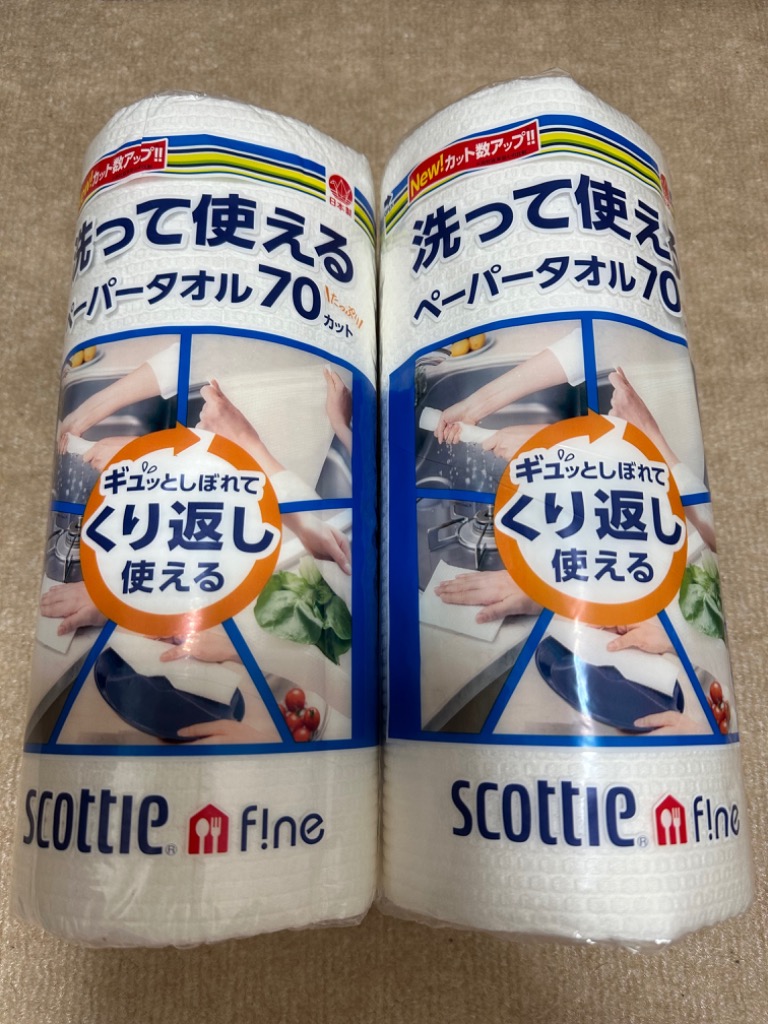 New!カット数アップ!!
日本製
洗って使える
ペーパータオル70
たっぷり
カット
ギュッとしぼれて
くり返し
使える
scottie® f!ne
New!カット数アップ!!
洗って使える
ペーパータオル70
ギュッとしぼれて
くり返し
使える
scottie® f!ne